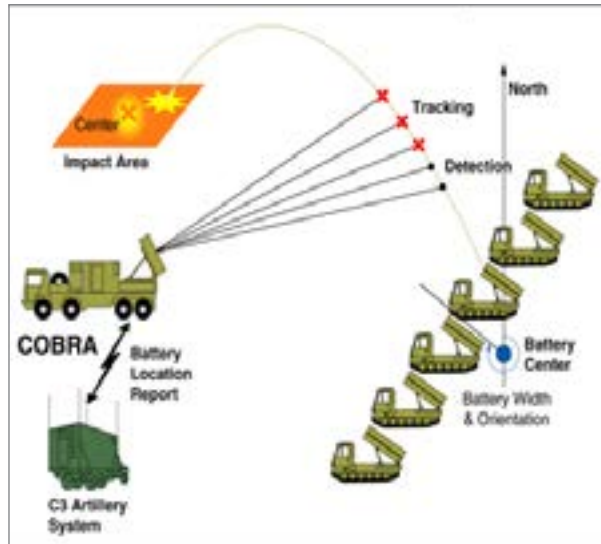 North
Center
Tracking
Impact Area
Detection
COBRA
Battery
Location
Report
Battery
Center
Battery Width
& Orientation
C3 Artillery
System